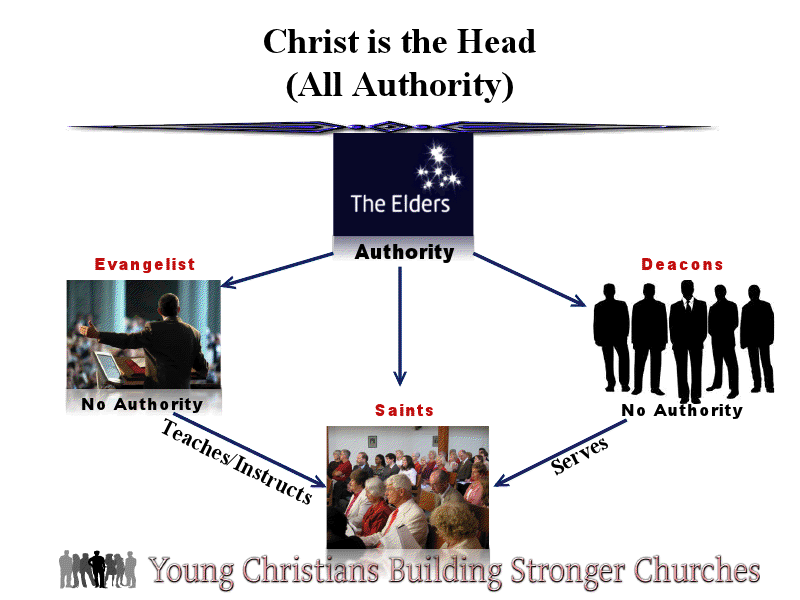 Christ is the Head
(All Authority)
The Elders
Authority
Evangelist
Deacons
No Authority
Saints
No Authority
Teaches/Instructs
Serves
Young Christians Building Stronger Churches